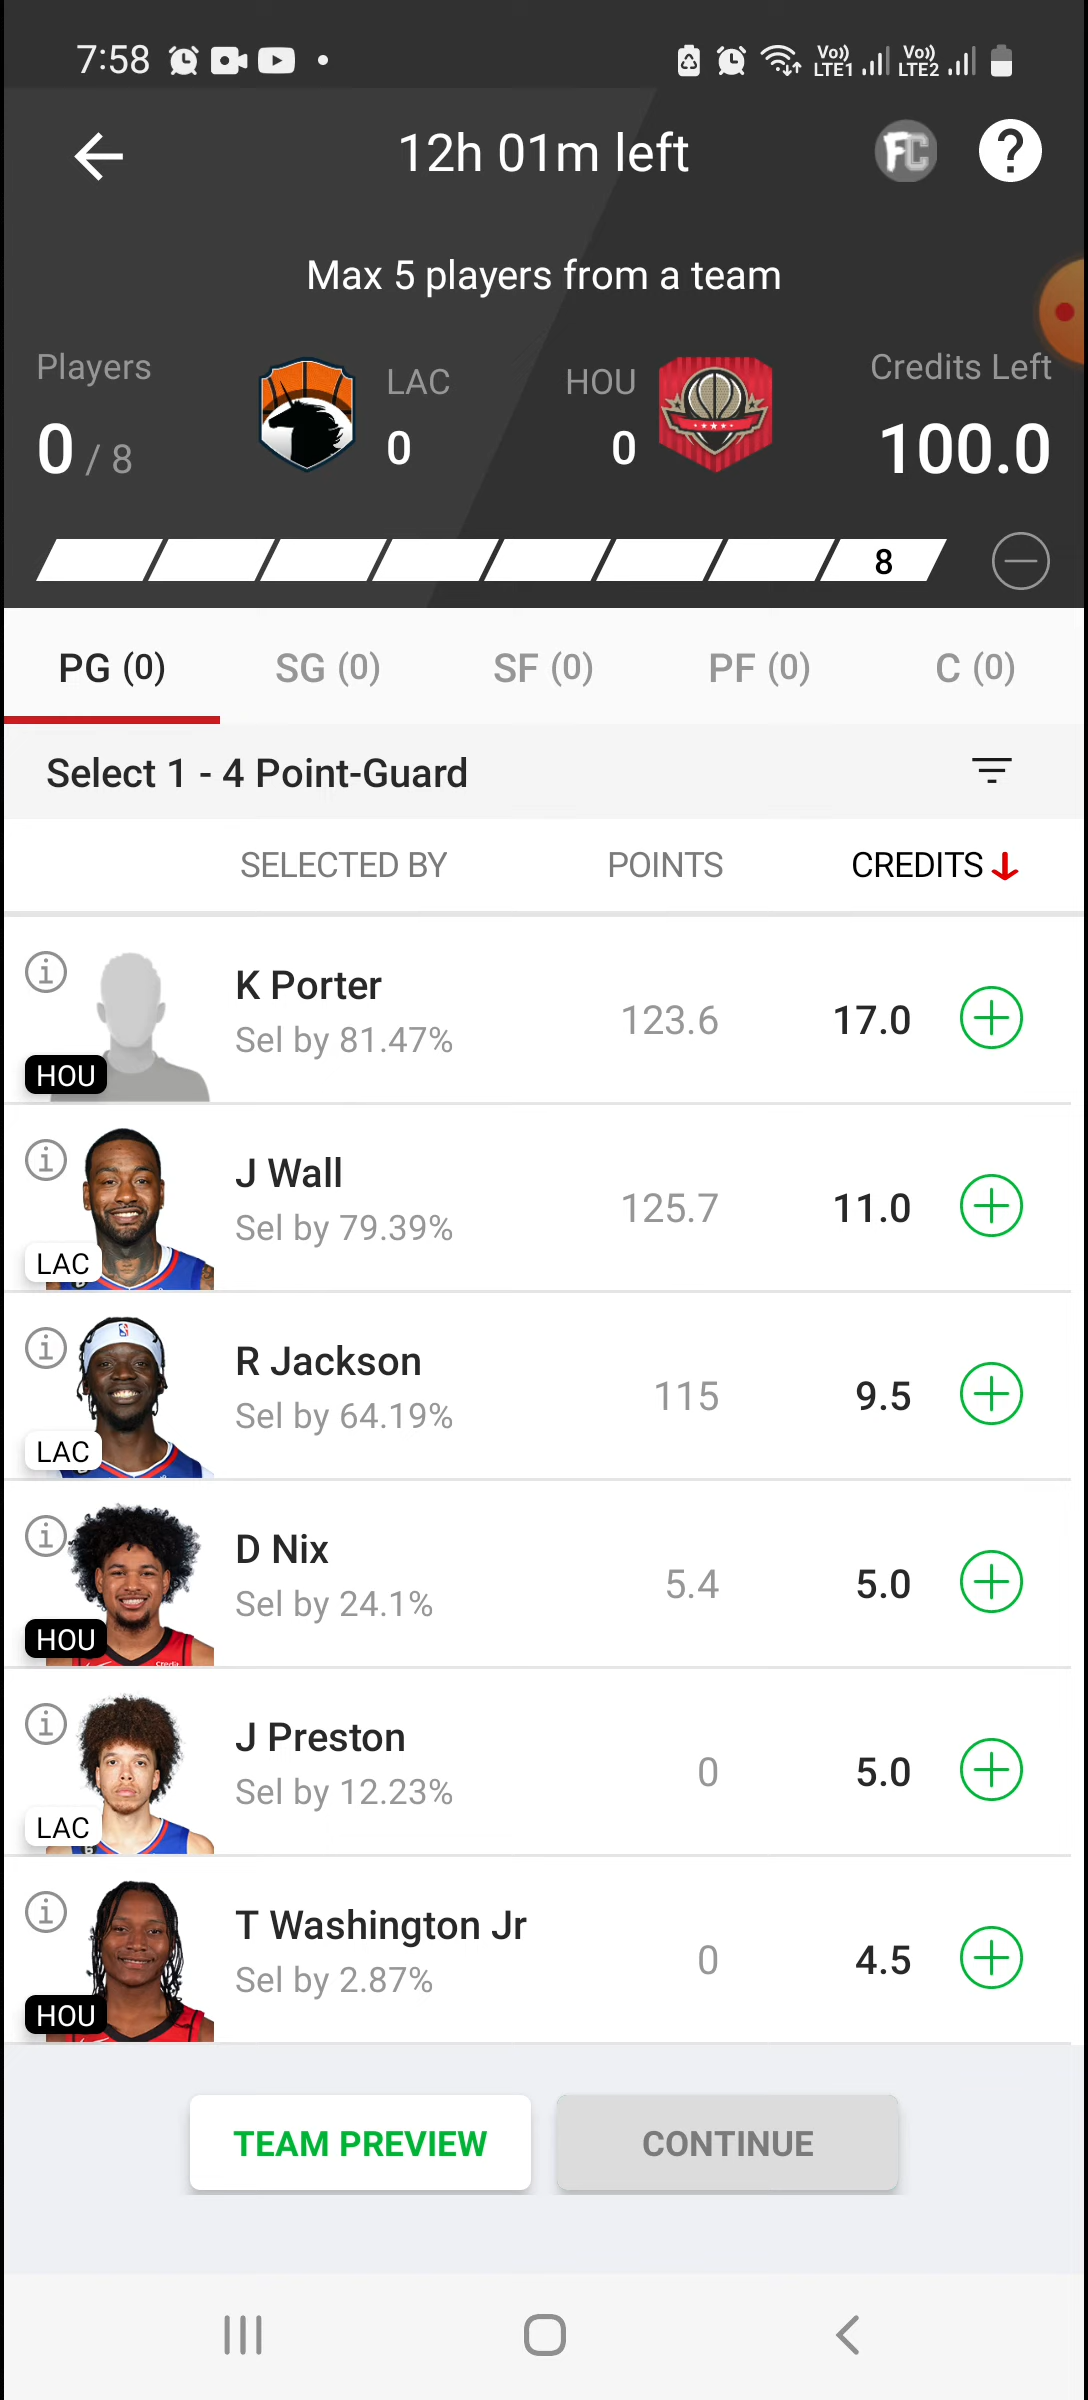 7:58
Vo)) LTE1 Vo)) LTE2
12h 01m left
FC
?
Max 5 players from a team
Players
LAC
HOU
Credits Left
0 / 8
0
0
100.0
8
PG (0)
SG (0)
SF (0)
PF (0)
C (0)
Select 1 - 4 Point-Guard
SELECTED BY
POINTS
CREDITS
K Porter
Sel by 81.47%
123.6
17.0
HOU
J Wall
Sel by 79.39%
125.7
11.0
LAC
R Jackson
Sel by 64.19%
115
9.5
LAC
D Nix
Sel by 24.1%
5.4
5.0
HOU
J Preston
Sel by 12.23%
0
5.0
LAC
T Washington Jr
Sel by 2.87%
0
4.5
HOU
TEAM PREVIEW
CONTINUE